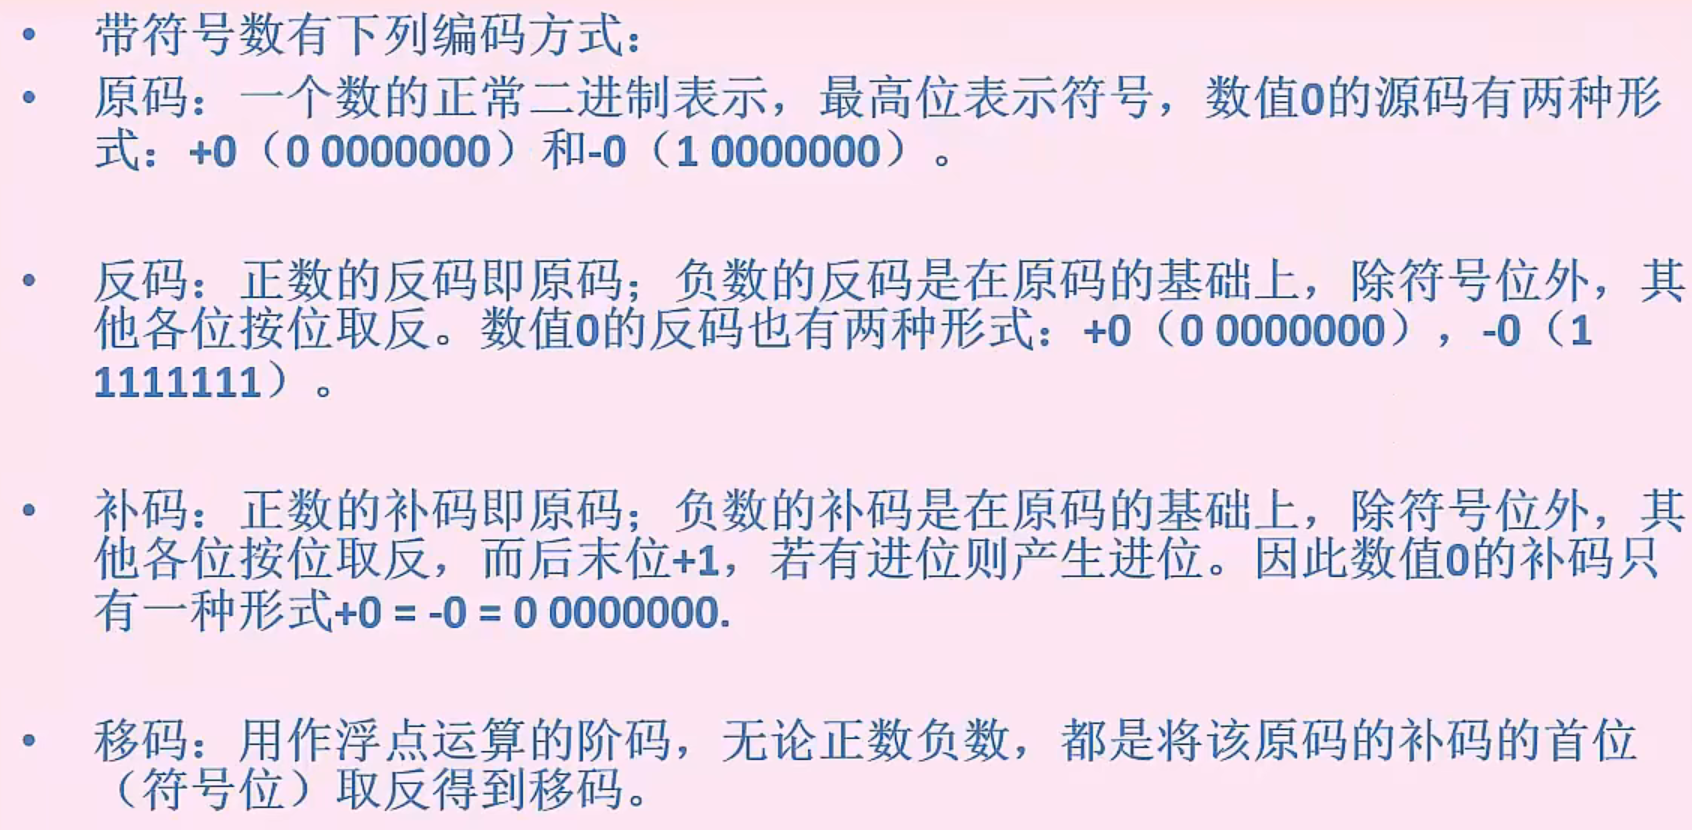 • 带符号数有下列编码方式：
• 原码：一个数的正常二进制表示，最高位表示符号，数值0的源码有两种形
式：+0（0 0000000）和-0（1 0000000）。
• 反码：正数的反码即原码；负数的反码是在原码的基础上，除符号位外，其
他各位按位取反。数值0的反码也有两种形式：+0（0 0000000），-0（1
1111111）。
• 补码：正数的补码即原码；负数的补码是在原码的基础上，除符号位外，其
他各位按位取反，而后末位+1，若有进位则产生进位。因此数值0的补码只
有一种形式+0 = -0 = 0 0000000.
• 移码：用作浮点运算的阶码，无论正数负数，都是将该原码的补码的首位
（符号位）取反得到移码。